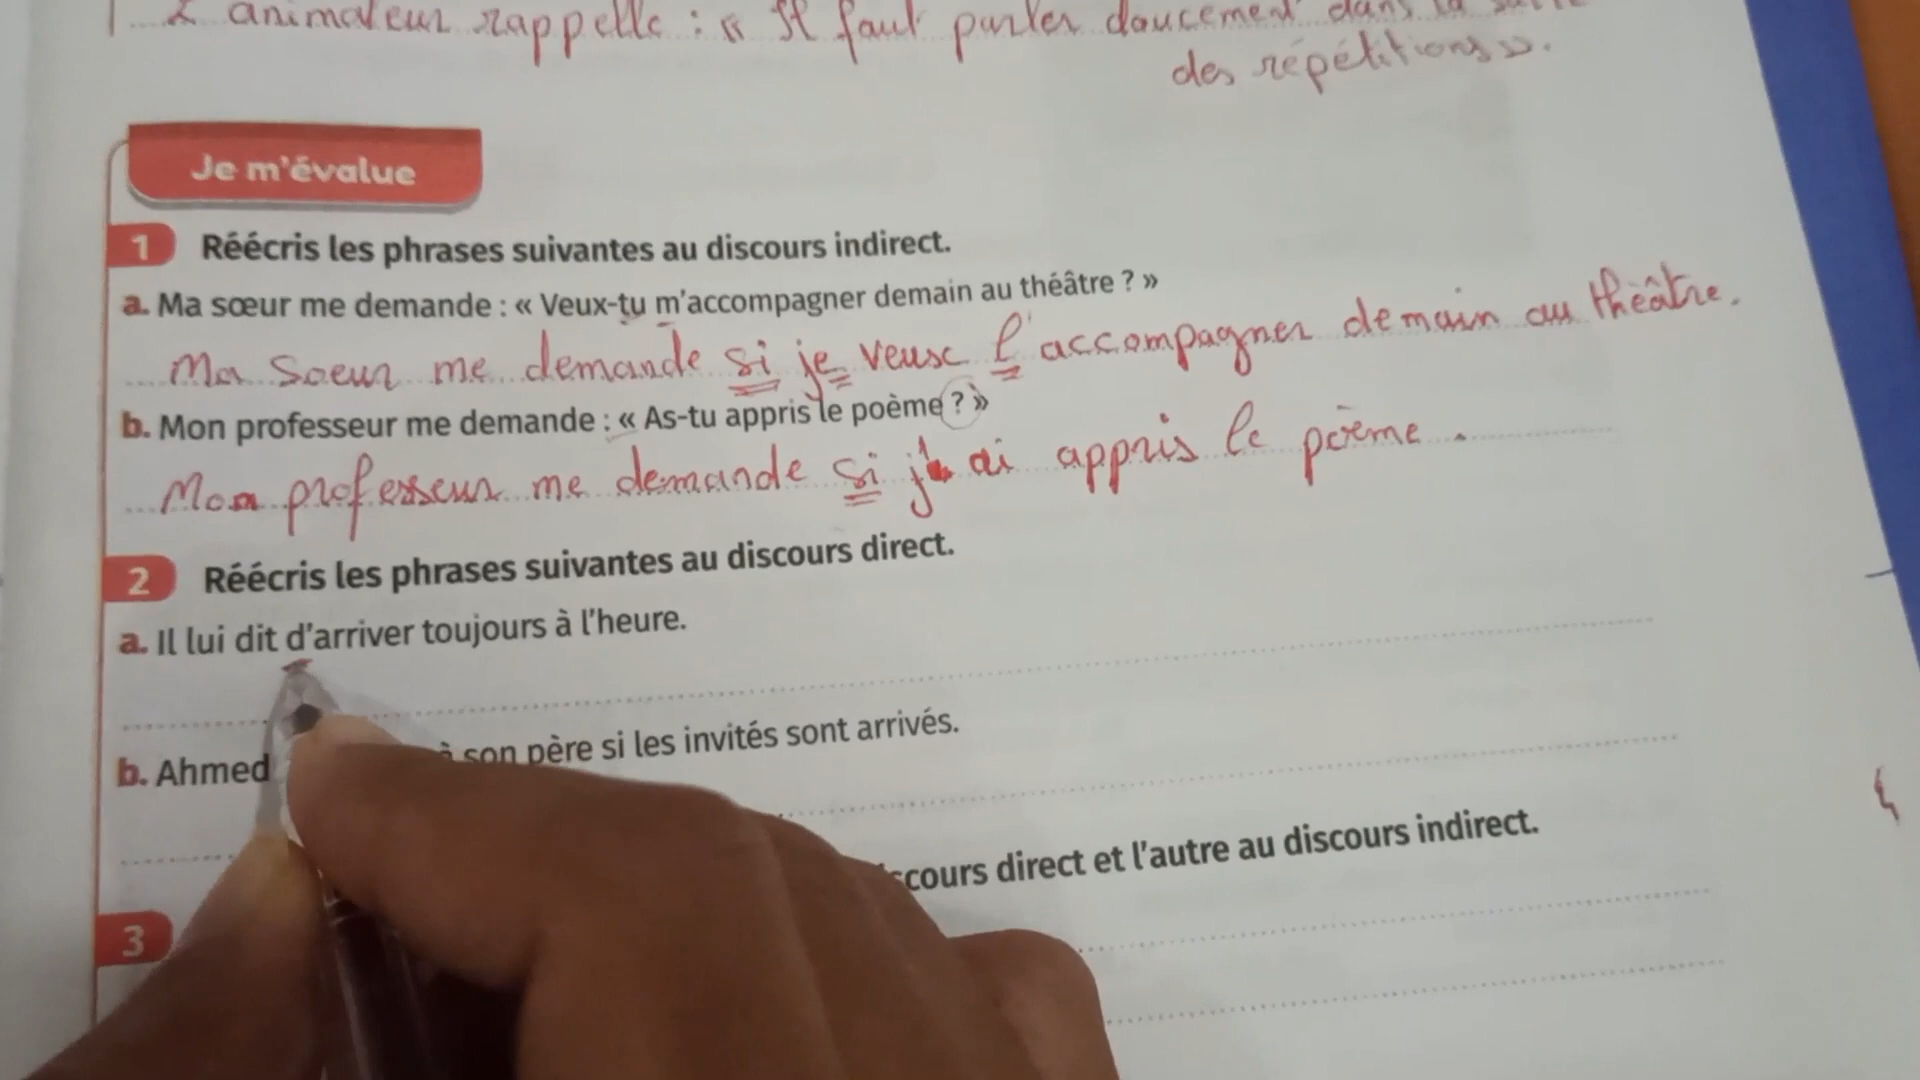 L'animateur rappelle : « Il faut parler doucement dans la salle
des répétitions ».
Je m'évalue
1 Réécris les phrases suivantes au discours indirect.
a. Ma sœur me demande : « Veux-tu m'accompagner demain au théâtre ? »
Ma soeur me demande si je veux l'accompagner demain au théâtre.
b. Mon professeur me demande : « As-tu appris le poème ? »
Mon professeur me demande si j'ai appris le poème.
2 Réécris les phrases suivantes au discours direct.
a. Il lui dit d'arriver toujours à l'heure.
b. Ahmed à son père si les invités sont arrivés.
3 scours direct et l'autre au discours indirect.